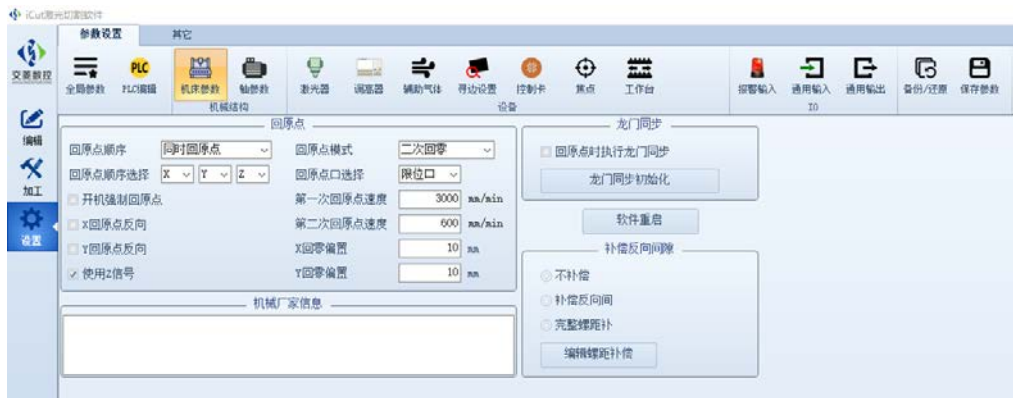 iCut激光切割软件
参数设置 其它
交菱数控
全局参数 PLC编辑 机床参数 轴参数 激光器 调高器 辅助气体 寻边设置 控制卡 焦点 工作台 报警输入 通用输入 通用输出 备份/还原 保存参数
PLC
机械结构 设备 IO
编辑
加工
设置
回原点
回原点顺序 同时回原点 回原点模式 二次回零
回原点顺序选择 X Y Z 回原点口选择 限位口
开机强制回原点 第一次回原点速度 3000 mm/min
X回原点反向 第二次回原点速度 600 mm/min
Y回原点反向 X回零偏置 10 mm
使用Z信号 Y回零偏置 10 mm
机械厂家信息
龙门同步
回原点时执行龙门同步
龙门同步初始化
软件重启
补偿反向间隙
不补偿
补偿反向间
完整螺距补
编辑螺距补偿